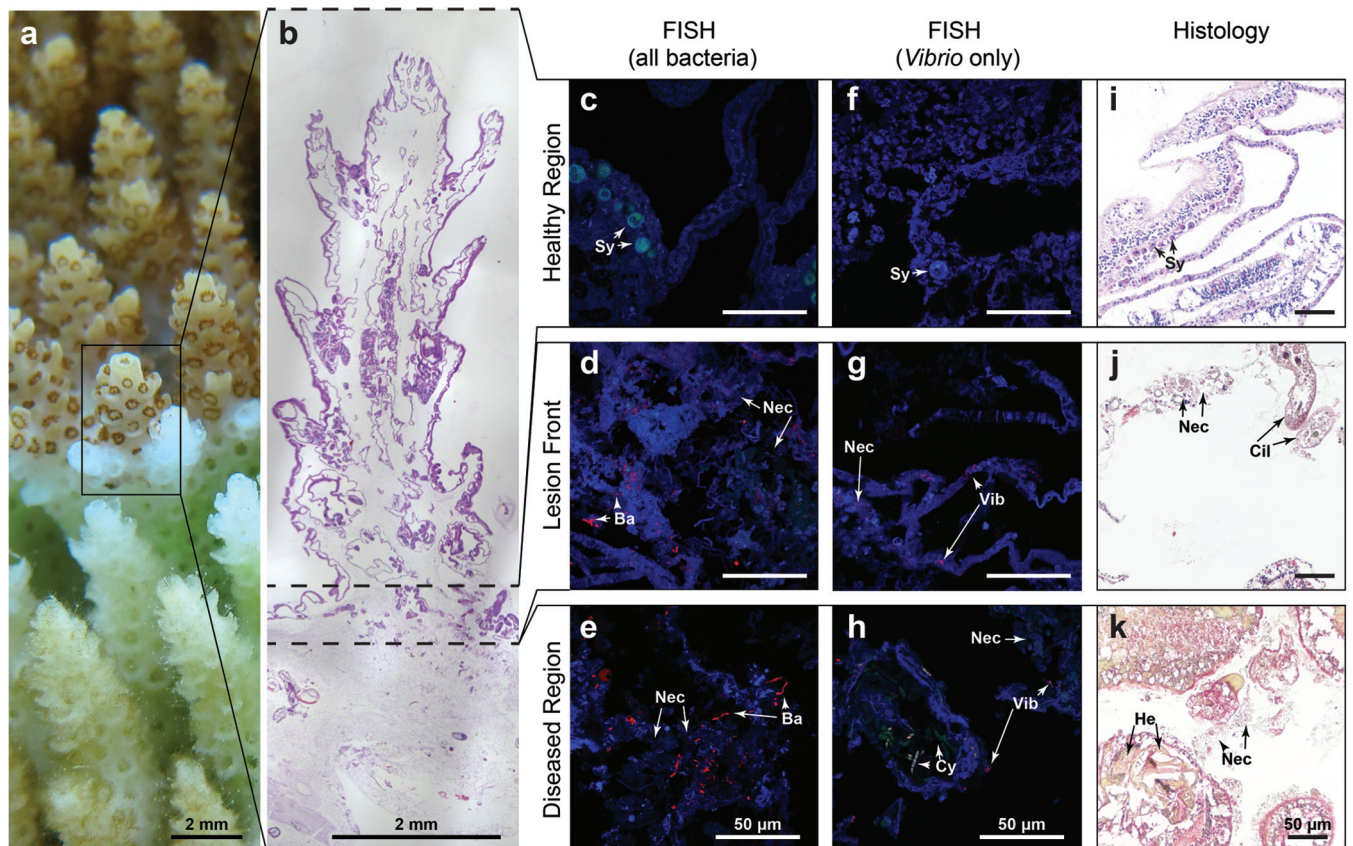 a
b
FISH
(all bacteria)
FISH
(Vibrio only)
Histology
Healthy Region
c
Sy
f
Sy
i
Sy
Lesion Front
d
Nec
Ba
g
Nec
Vib
j
Nec
Cil
Diseased Region
e
Nec
Ba
50 µm
h
Nec
Vib
Cy
50 µm
k
He
Nec
50 µm
2 mm
2 mm